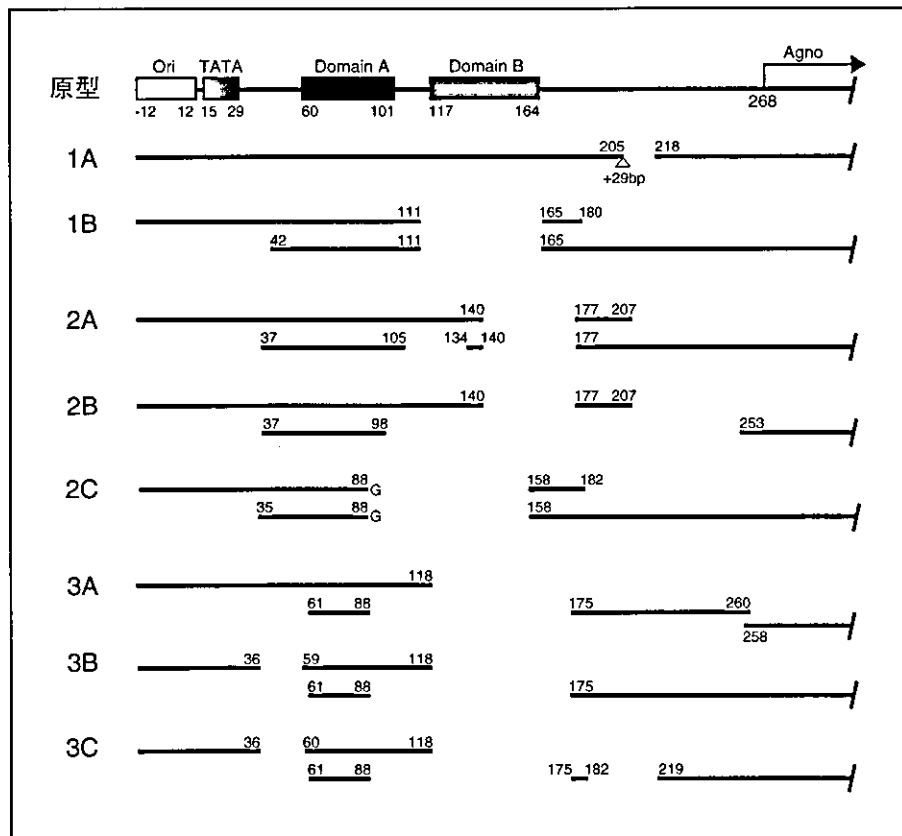 Ori TATA Domain A Domain B Agno
原型
-12 12 15 29 60 101 117 164 268
1A 205 218
+29bp
1B 111 165 180
42 111 165
2A 140 177 207
37 105 134 140 177
2B 140 177 207
37 98 253
2C 88 G 158 182
35 88 G 158
3A 118
61 88 175 260
258
3B 36 59 118
61 88 175
3C 36 60 118
61 88 175 182 219